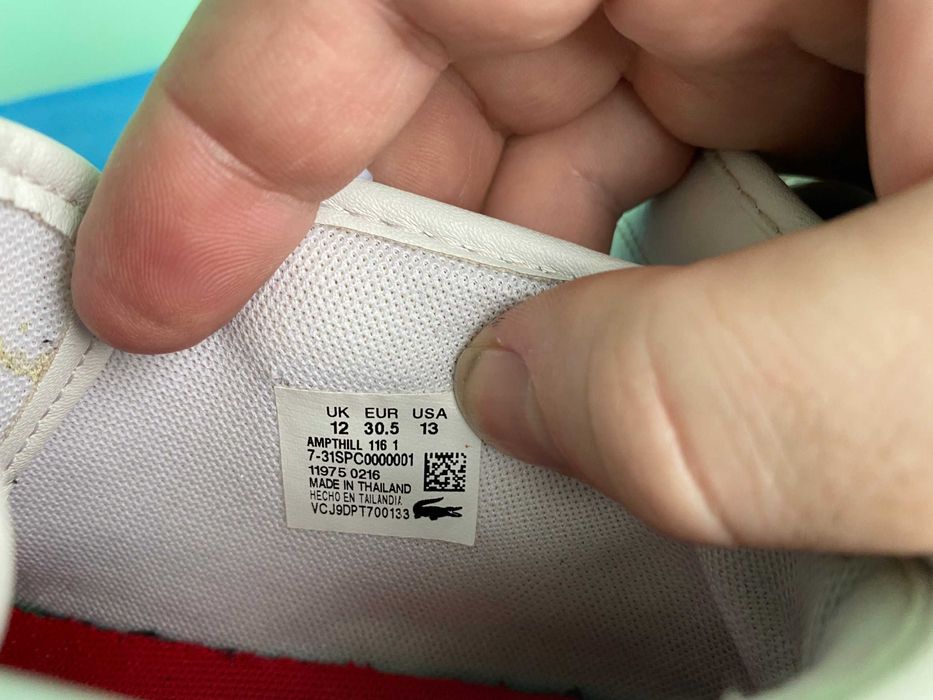 UK EUR USA
12 30.5 13
AMPTHILL 116 1
7-31SPC0000001
11975 0216
MADE IN THAILAND
HECHO EN TAILANDIA
VCJ9DPT700133